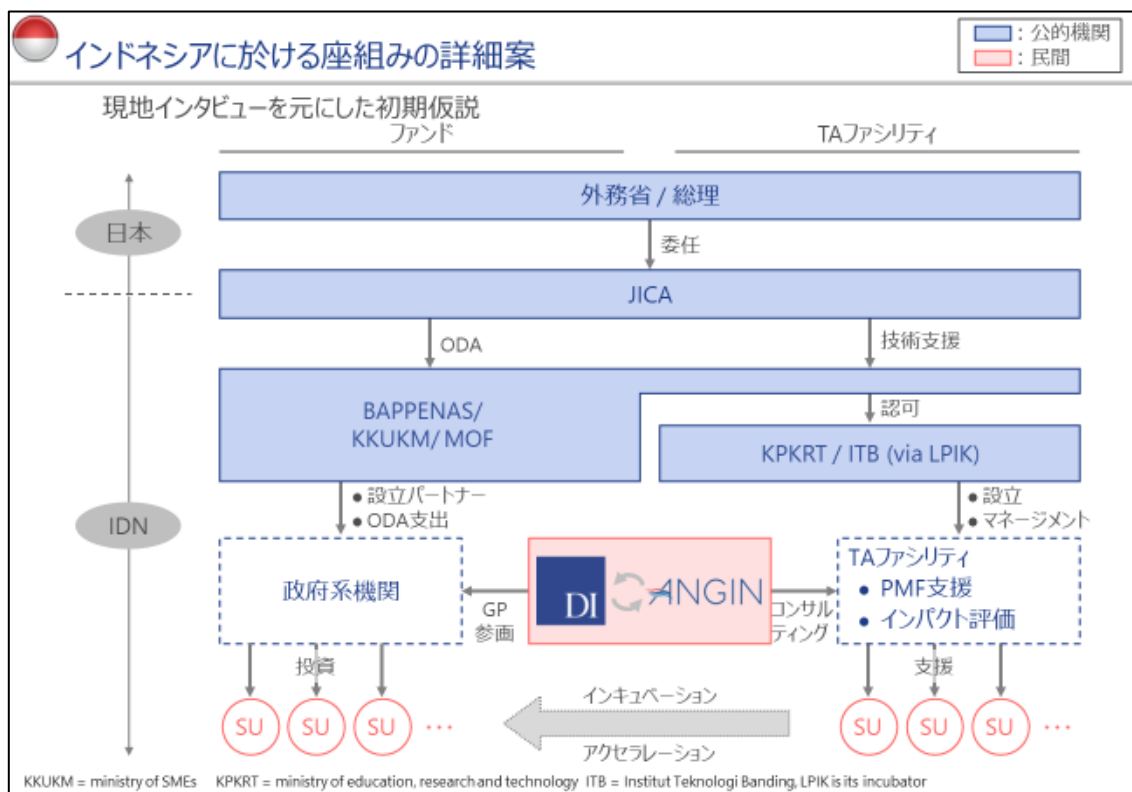 インドネシアに於ける座組みの詳細案
：公的機関
：民間
現地インタビューを元にした初期仮説
ファンド
TAファシリティ
外務省 / 総理
日本
委任
JICA
ODA
技術支援
BAPPENAS/
KKUKM/ MOF
認可
KPKRT / ITB (via LPIK)
● 設立パートナー
● ODA支出
● 設立
● マネージメント
IDN
政府系機関
GP
参画
DI
ANGIN
コンサル
ティング
TAファシリティ
● PMF支援
● インパクト評価
投資
支援
SU
SU
SU
…
インキュベーション
アクセラレーション
SU
SU
SU
…
KKUKM = ministry of SMEs KPKRT = ministry of education, research and technology ITB = Institut Teknologi Banding, LPIK is its incubator